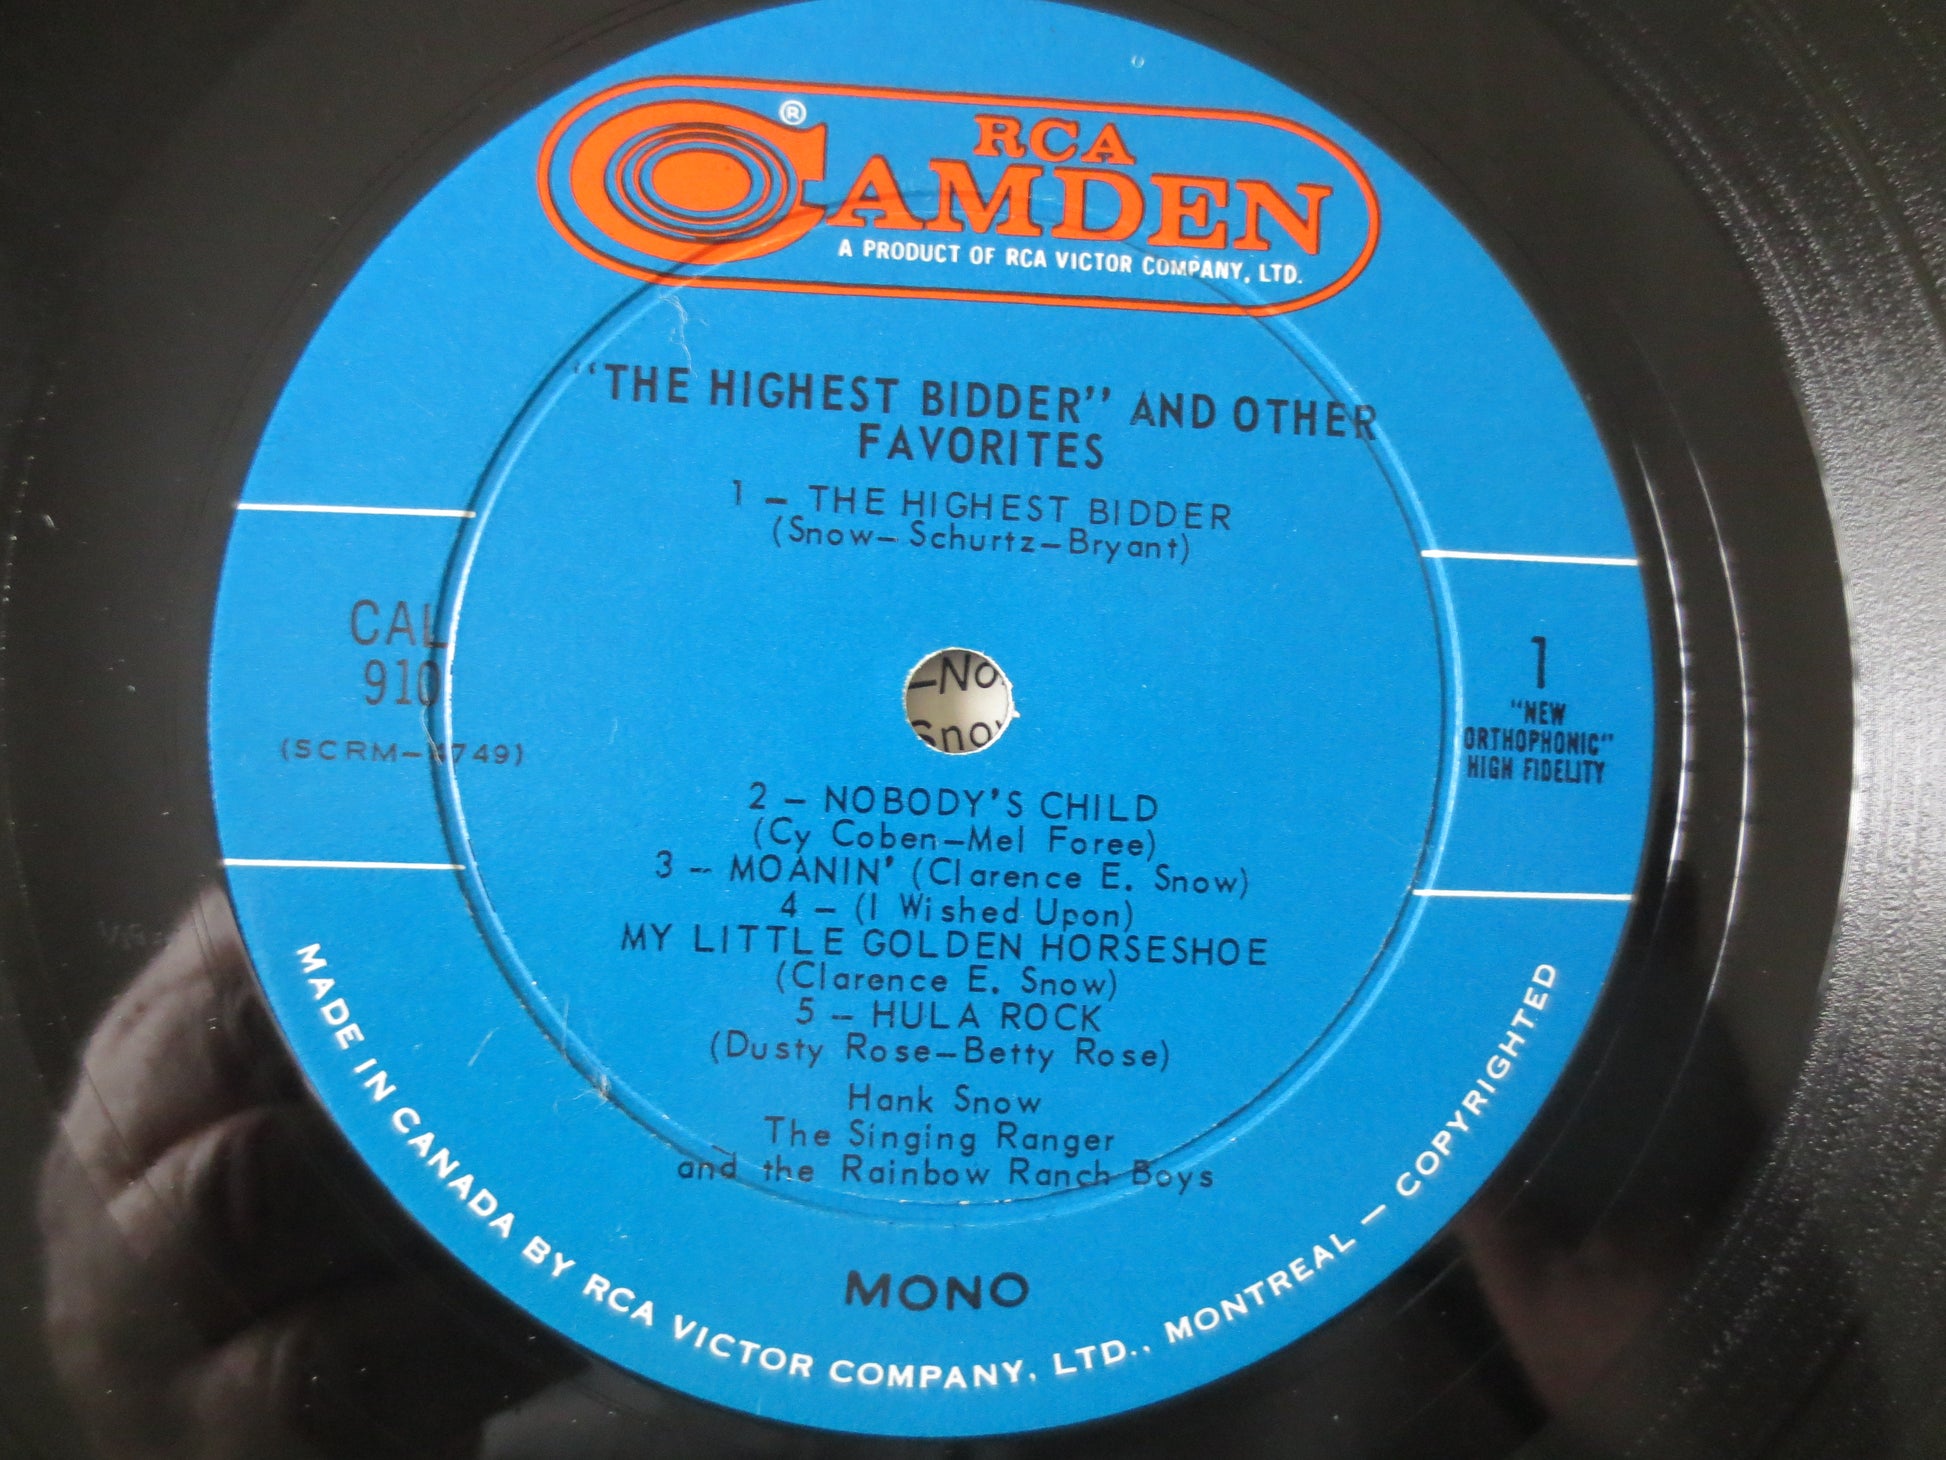 ®
RCA
CAMDEN
A PRODUCT OF RCA VICTOR COMPANY, LTD.
"THE HIGHEST BIDDER" AND OTHER
FAVORITES
1 – THE HIGHEST BIDDER
(Snow–Schurtz–Bryant)
CAL
910
1
"NEW
ORTHOPHONIC"
HIGH FIDELITY
–No
Sno
2 – NOBODY'S CHILD
(Cy Coben–Mel Foree)
3 – MOANIN' (Clarence E. Snow)
4 – (I Wished Upon)
MY LITTLE GOLDEN HORSESHOE
(Clarence E. Snow)
5 – HULA ROCK
(Dusty Rose–Betty Rose)
Hank Snow
The Singing Ranger
and the Rainbow Ranch Boys
MONO
MADE IN CANADA BY RCA VICTOR COMPANY, LTD., MONTREAL – COPYRIGHTED